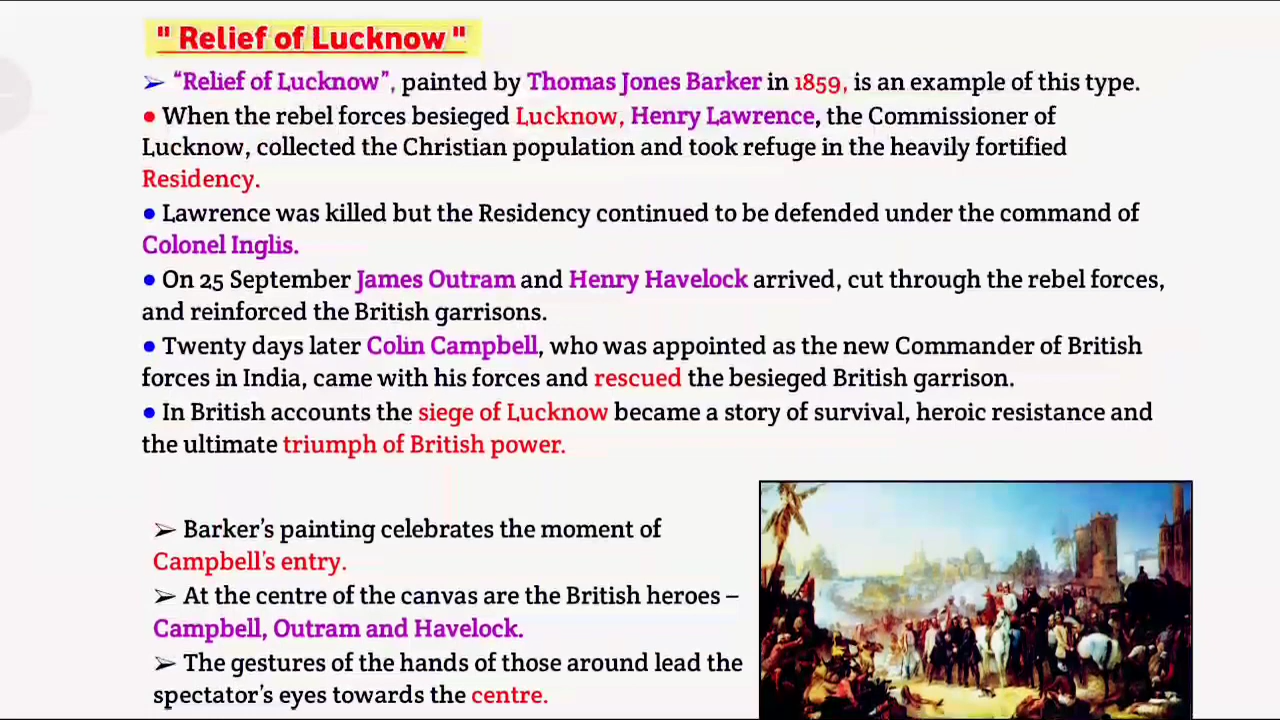 " Relief of Lucknow "
➢ “Relief of Lucknow”, painted by Thomas Jones Barker in 1859, is an example of this type.
● When the rebel forces besieged Lucknow, Henry Lawrence, the Commissioner of
Lucknow, collected the Christian population and took refuge in the heavily fortified
Residency.
● Lawrence was killed but the Residency continued to be defended under the command of
Colonel Inglis.
● On 25 September James Outram and Henry Havelock arrived, cut through the rebel forces,
and reinforced the British garrisons.
● Twenty days later Colin Campbell, who was appointed as the new Commander of British
forces in India, came with his forces and rescued the besieged British garrison.
● In British accounts the siege of Lucknow became a story of survival, heroic resistance and
the ultimate triumph of British power.
➢ Barker’s painting celebrates the moment of
Campbell’s entry.
➢ At the centre of the canvas are the British heroes –
Campbell, Outram and Havelock.
➢ The gestures of the hands of those around lead the
spectator’s eyes towards the centre.